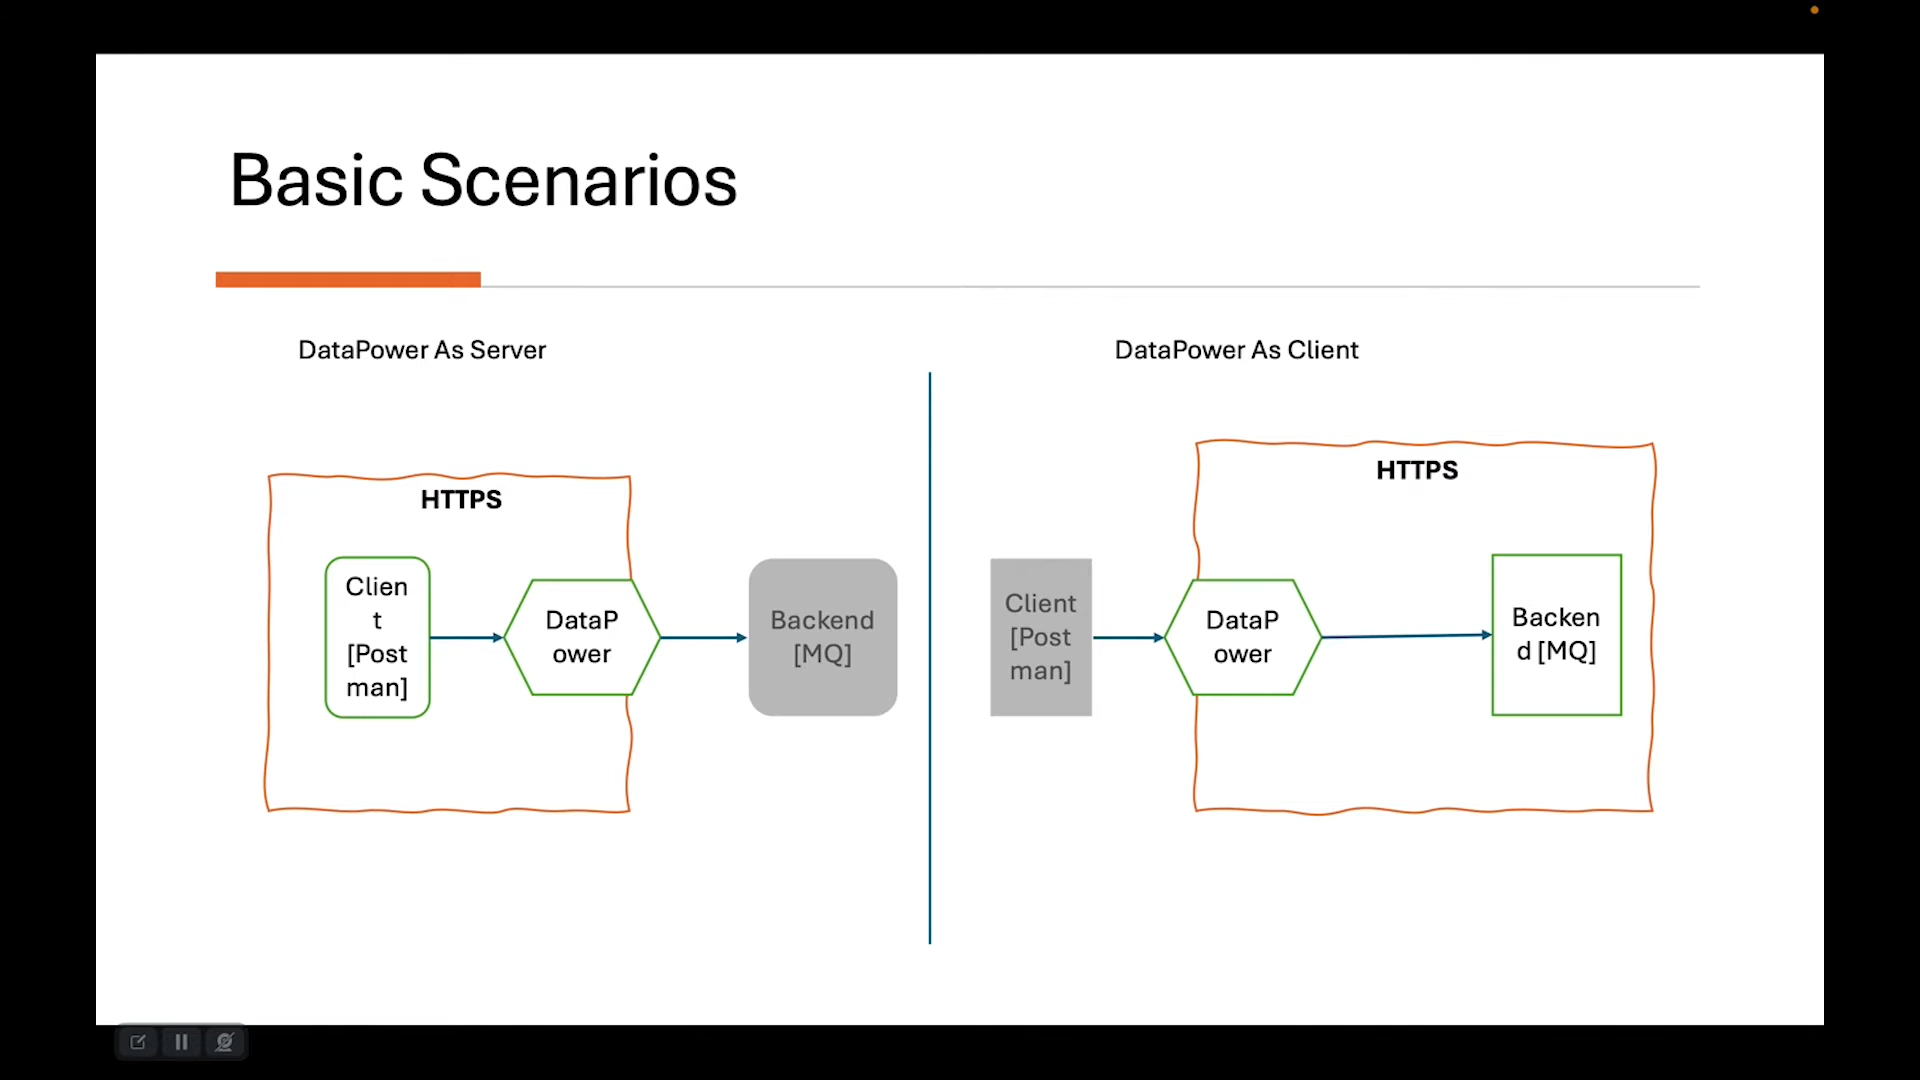 Basic Scenarios
DataPower As Server
HTTPS
Clien
t
[Post
man]
DataP
ower
Backend
[MQ]
DataPower As Client
HTTPS
Client
[Post
man]
DataP
ower
Backen
d [MQ]